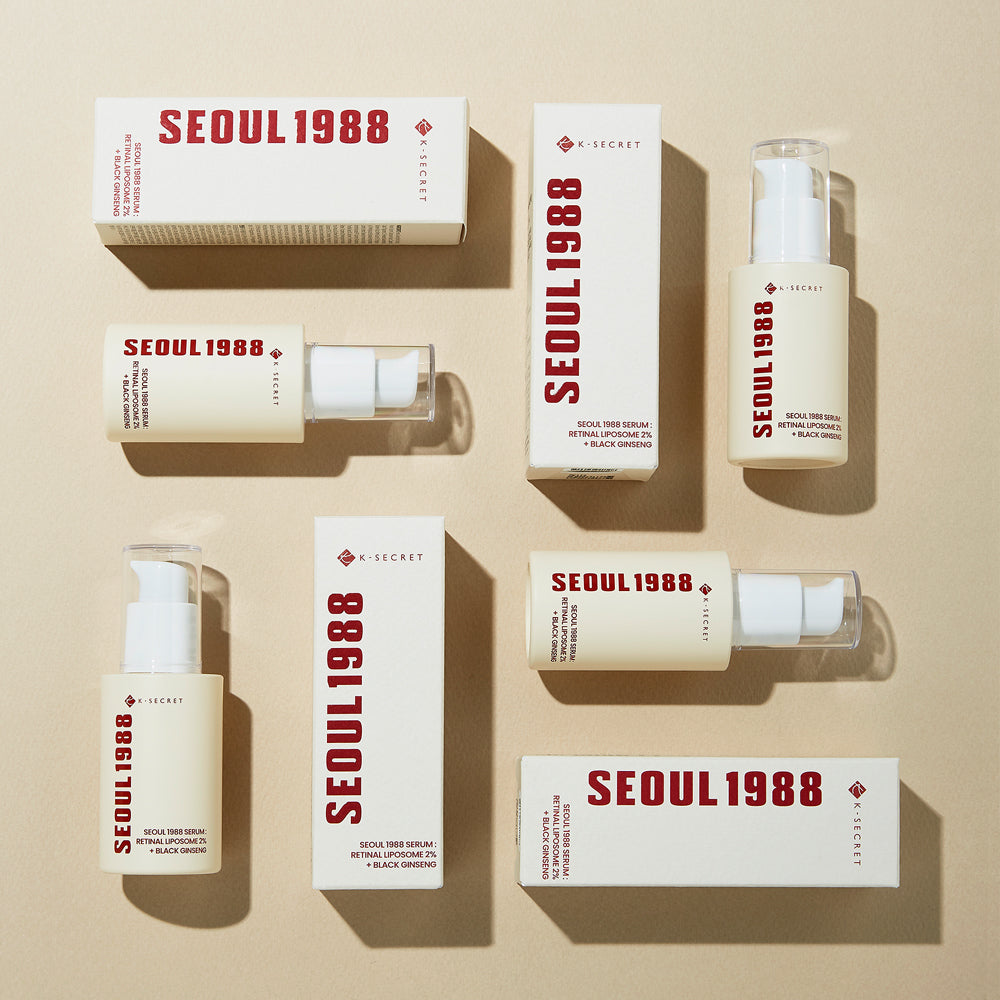 SEOUL 1988
K-SECRET
SEOUL 1988 SERUM :
RETINAL LIPOSOME 2%
+ BLACK GINSENG
K-SECRET
SEOUL 1988
SEOUL 1988 SERUM :
RETINAL LIPOSOME 2%
+ BLACK GINSENG
K-SECRET
SEOUL 1988
SEOUL 1988 SERUM :
RETINAL LIPOSOME 2%
+ BLACK GINSENG
SEOUL 1988
K-SECRET
SEOUL 1988 SERUM :
RETINAL LIPOSOME 2%
+ BLACK GINSENG
K-SECRET
SEOUL 1988
SEOUL 1988 SERUM :
RETINAL LIPOSOME 2%
+ BLACK GINSENG
K-SECRET
SEOUL 1988
SEOUL 1988 SERUM :
RETINAL LIPOSOME 2%
+ BLACK GINSENG
SEOUL 1988
K-SECRET
SEOUL 1988 SERUM :
RETINAL LIPOSOME 2%
+ BLACK GINSENG
SEOUL 1988
K-SECRET
SEOUL 1988 SERUM :
RETINAL LIPOSOME 2%
+ BLACK GINSENG